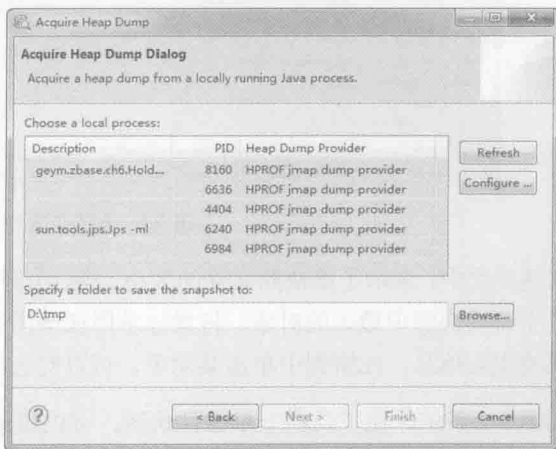 Acquire Heap Dump
Acquire Heap Dump Dialog
Acquire a heap dump from a locally running Java process.
Choose a local process:
Description PID Heap Dump Provider
geym.zbase.ch6.Hold... 8160 HPROF jmap dump provider
6636 HPROF jmap dump provider
4404 HPROF jmap dump provider
sun.tools.jps.Jps -ml 6240 HPROF jmap dump provider
6984 HPROF jmap dump provider
Refresh
Configure ...
Specify a folder to save the snapshot to:
D:\tmp
Browse...
?
< Back
Next >
Finish
Cancel